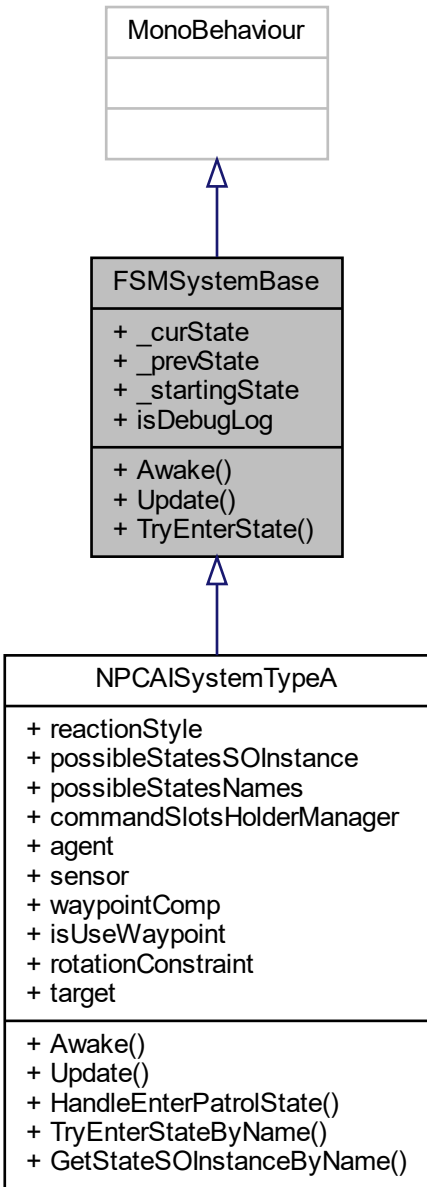 MonoBehaviour
FSMSystemBase
+ _curState
+ _prevState
+ _startingState
+ isDebugLog
+ Awake()
+ Update()
+ TryEnterState()
NPCAISystemTypeA
+ reactionStyle
+ possibleStatesSOInstance
+ possibleStatesNames
+ commandSlotsHolderManager
+ agent
+ sensor
+ waypointComp
+ isUseWaypoint
+ rotationConstraint
+ target
+ Awake()
+ Update()
+ HandleEnterPatrolState()
+ TryEnterStateByName()
+ GetStateSOInstanceByName()